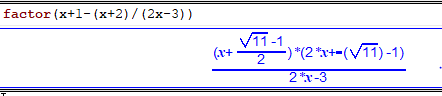 factor(x+1-(x+2)/(2x-3))
(x+(√11-1)/2)*(2*x+-(√11)-1)
2*x-3